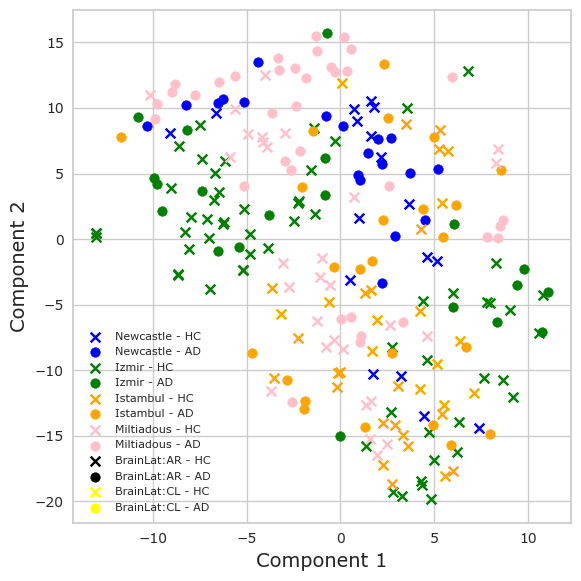 15
10
5
0
−5
−10
−15
−20
Component 2
Newcastle - HC
Newcastle - AD
Izmir - HC
Izmir - AD
Istambul - HC
Istambul - AD
Miltiadous - HC
Miltiadous - AD
BrainLat:AR - HC
BrainLat:AR - AD
BrainLat:CL - HC
BrainLat:CL - AD
−10
−5
0
5
10
Component 1